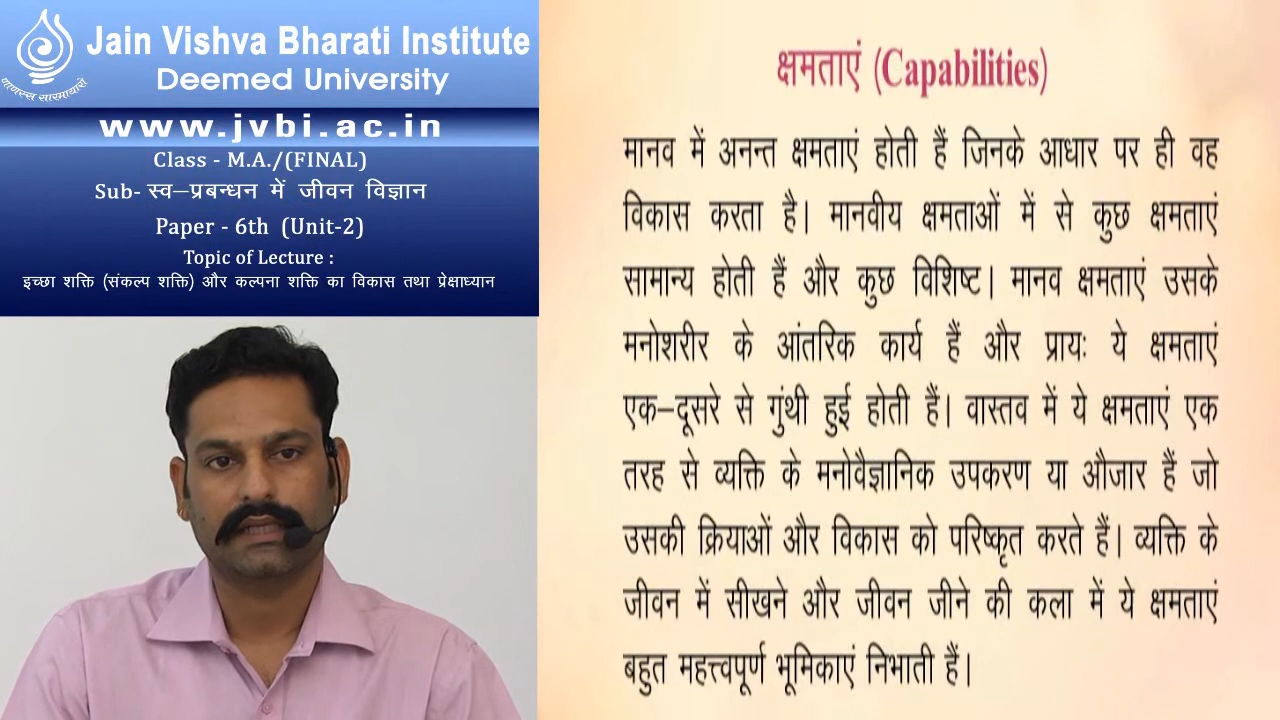 Jain Vishva Bharati Institute
Deemed University
णाणस्स सारमायारो
www.jvbi.ac.in
Class - M.A./(FINAL)
Sub- स्व–प्रबन्धन में जीवन विज्ञान
Paper - 6th (Unit-2)
Topic of Lecture :
इच्छा शक्ति (संकल्प शक्ति) और कल्पना शक्ति का विकास तथा प्रेक्षाध्यान
क्षमताएं (Capabilities)
मानव में अनन्त क्षमताएं होती हैं जिनके आधार पर ही वह
विकास करता है। मानवीय क्षमताओं में से कुछ क्षमताएं
सामान्य होती हैं और कुछ विशिष्ट। मानव क्षमताएं उसके
मनोशरीर के आंतरिक कार्य हैं और प्रायः ये क्षमताएं
एक–दूसरे से गुंथी हुई होती हैं। वास्तव में ये क्षमताएं एक
तरह से व्यक्ति के मनोवैज्ञानिक उपकरण या औजार हैं जो
उसकी क्रियाओं और विकास को परिष्कृत करते हैं। व्यक्ति के
जीवन में सीखने और जीवन जीने की कला में ये क्षमताएं
बहुत महत्त्वपूर्ण भूमिकाएं निभाती हैं।